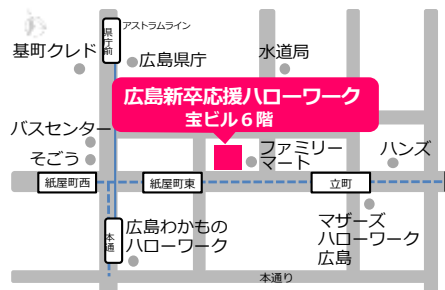 アストラムライン
県庁前
基町クレド
広島県庁
水道局
広島新卒応援ハローワーク
宝ビル６階
バスセンター
そごう
ファミリー
マート
ハンズ
紙屋町西
紙屋町東
立町
本通
広島わかもの
ハローワーク
マザーズ
ハローワーク
広島
本通り